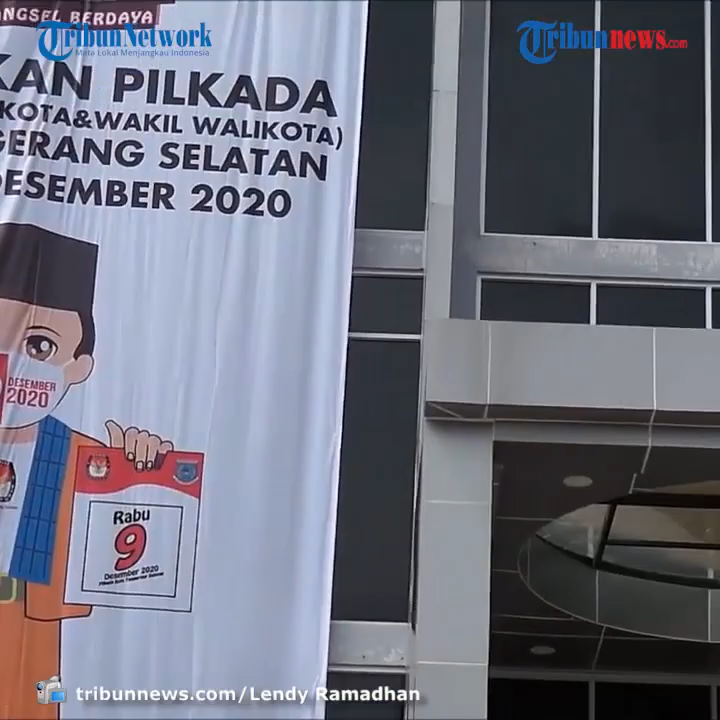 ANGSEL BERDAYA
TribunNetwork
Mata Lokal Menjangkau Indonesia
Tribunnews.com
KAN PILKADA
KOTA&WAKIL WALIKOTA)
GERANG SELATAN
DESEMBER 2020
DESEMBER
2020
Rabu
9
Desember 2020
tribunnews.com/Lendy Ramadhan